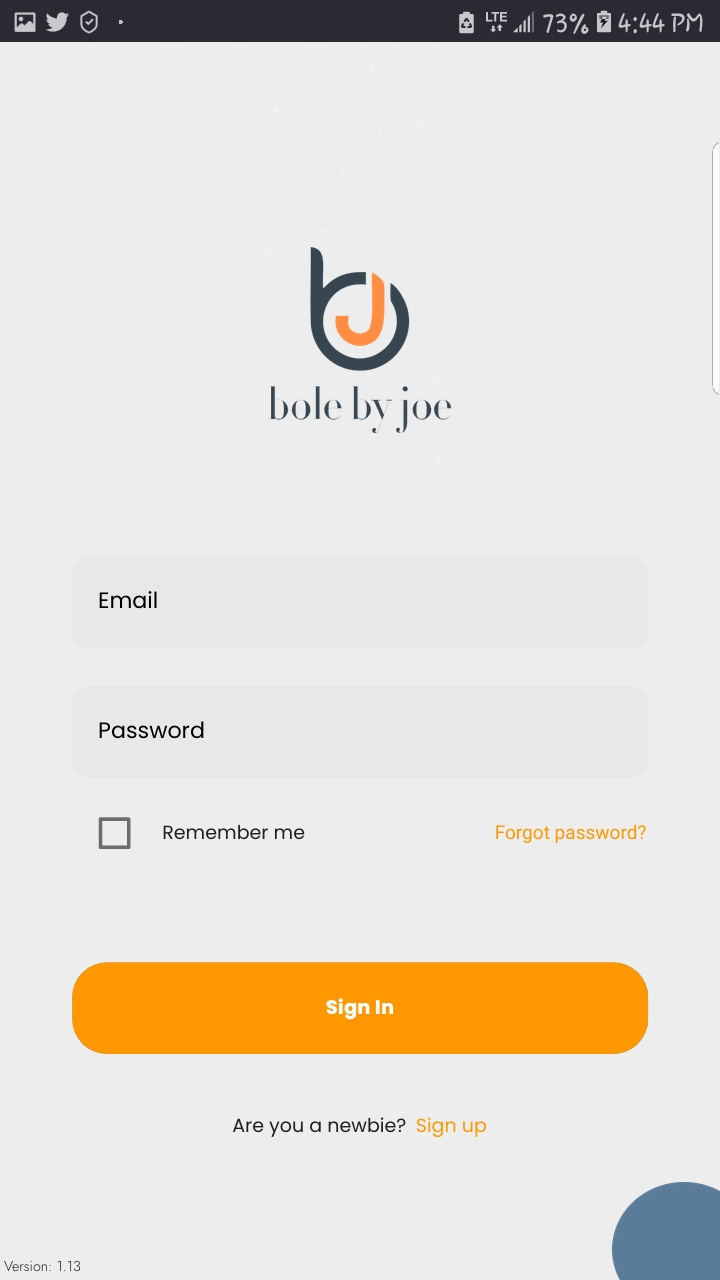 LTE 73% 4:44 PM
bole by joe
Email
Password
Remember me Forgot password?
Sign In
Are you a newbie? Sign up
Version: 1.13